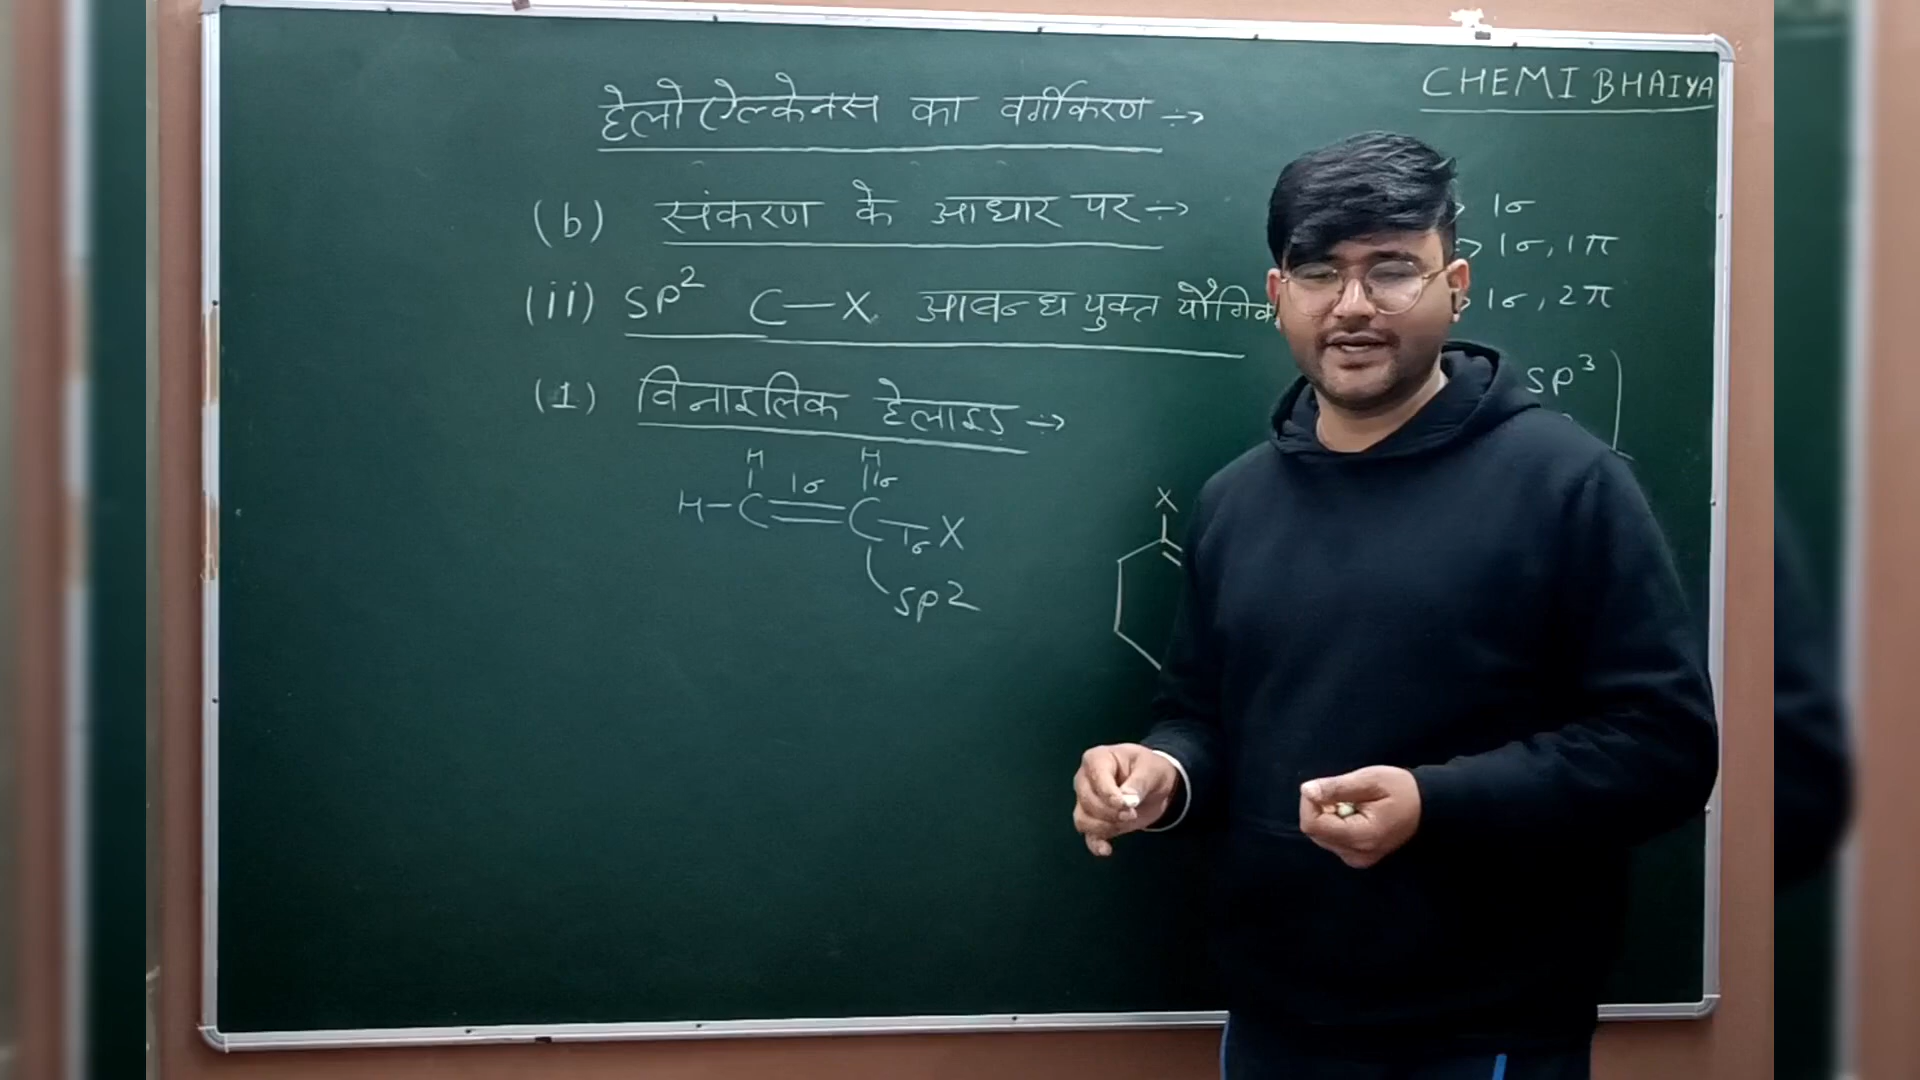 CHEMI BHAIYA
हेलोऐल्केनस का वर्गीकरण ÷>
(b) संकरण के आधार पर ÷>
1σ
1σ, 1π
1σ, 2π
(ii) SP² C—X आबन्ध युक्त यौगिक
SP³
(1) विनाइलिक हेलाइड ÷>
H H
H—C 1σ C 1σ
1σ X
X
SP2